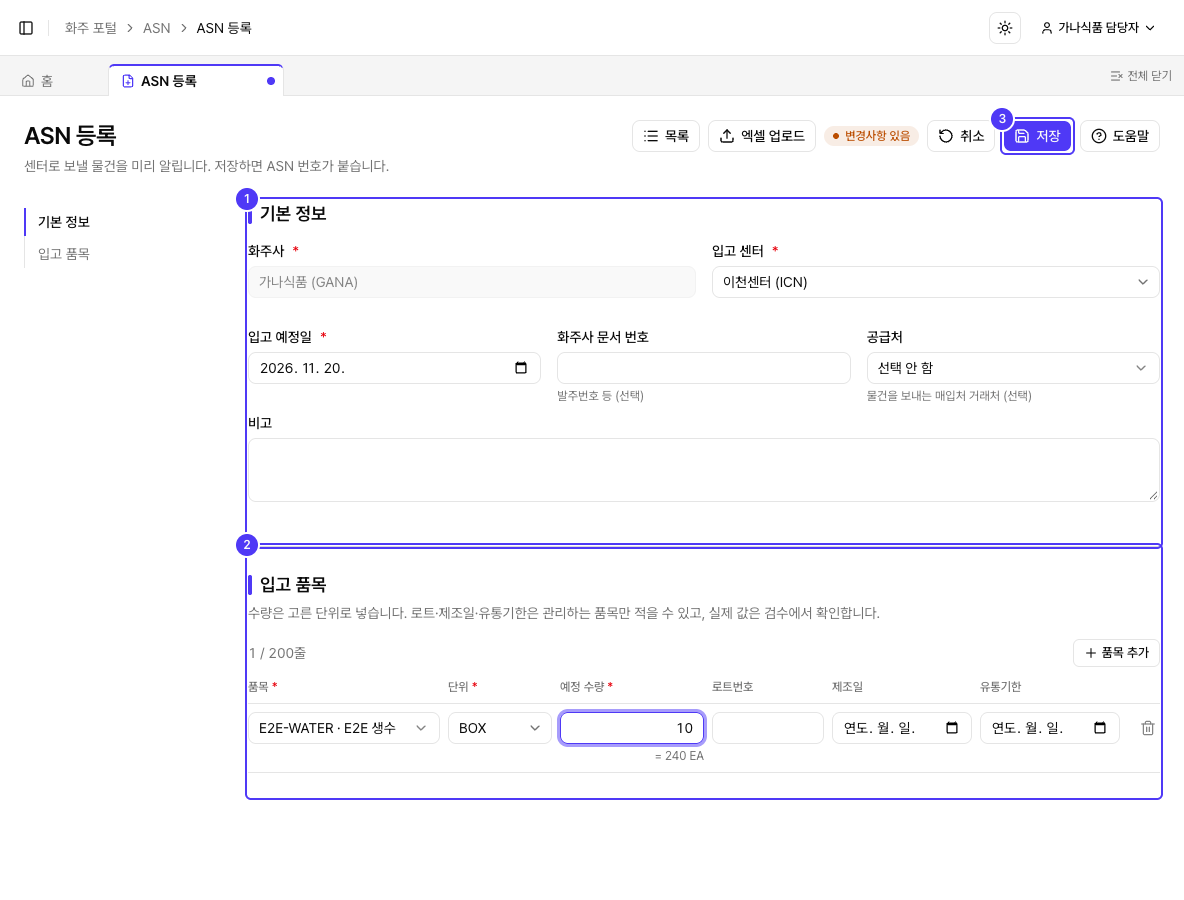 화주 포털 > ASN > ASN 등록
가나식품 담당자
홈
ASN 등록
전체 닫기
ASN 등록
센터로 보낼 물건을 미리 알립니다. 저장하면 ASN 번호가 붙습니다.
목록
엑셀 업로드
변경사항 있음
취소
3
저장
도움말
기본 정보
입고 품목
1
기본 정보
화주사 *
입고 센터 *
가나식품 (GANA)
이천센터 (ICN)
입고 예정일 *
화주사 문서 번호
공급처
2026. 11. 20.
선택 안 함
발주번호 등 (선택)
물건을 보내는 매입처 거래처 (선택)
비고
2
입고 품목
수량은 고른 단위로 넣습니다. 로트·제조일·유통기한은 관리하는 품목만 적을 수 있고, 실제 값은 검수에서 확인합니다.
1 / 200줄
품목 추가
품목 * 단위 * 예정 수량 * 로트번호 제조일 유통기한
E2E-WATER · E2E 생수 BOX 10 연도. 월. 일. 연도. 월. 일.
= 240 EA